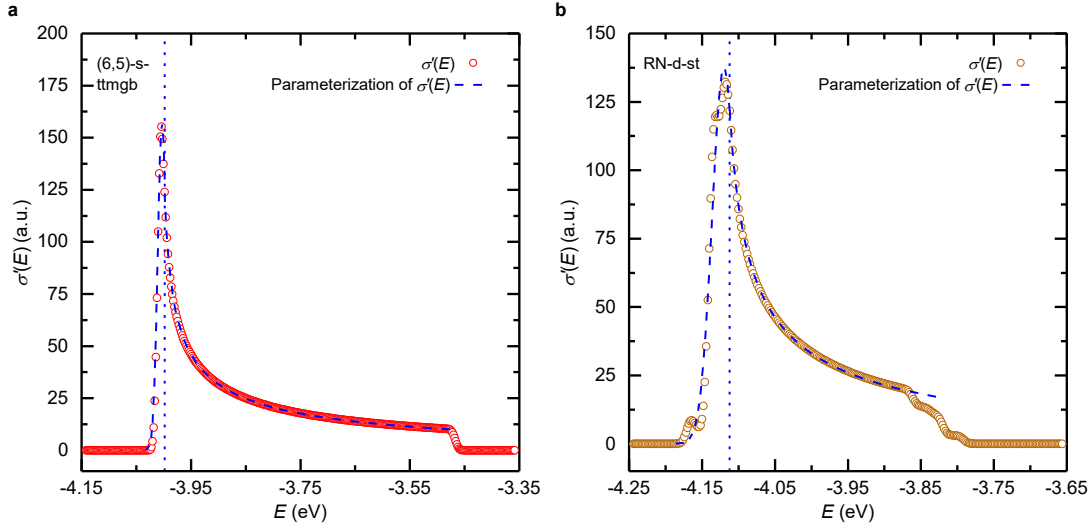 a
200
175
150
125
100
75
50
25
0
σ′(E) (a.u.)
(6,5)-s-
ttmgb
σ′(E)
Parameterization of σ′(E)
-4.15
-3.95
-3.75
-3.55
-3.35
E (eV)
b
150
125
100
75
50
25
0
σ′(E) (a.u.)
RN-d-st
σ′(E)
Parameterization of σ′(E)
-4.25
-4.15
-4.05
-3.95
-3.85
-3.75
-3.65
E (eV)